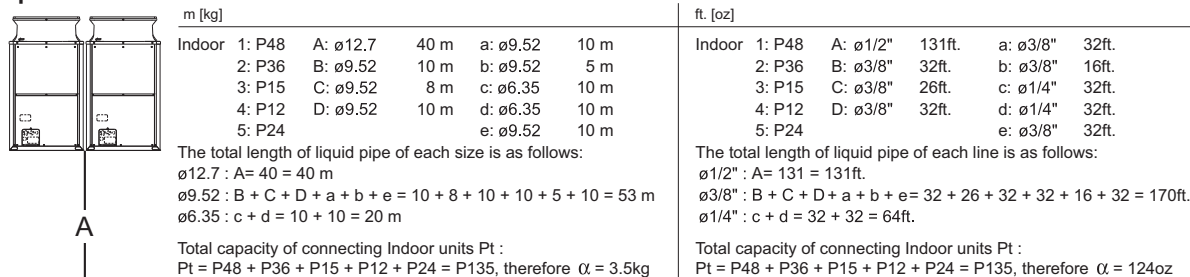 A
m [kg]
Indoor 1: P48 A: ø12.7 40 m a: ø9.52 10 m
2: P36 B: ø9.52 10 m b: ø9.52 5 m
3: P15 C: ø9.52 8 m c: ø6.35 10 m
4: P12 D: ø9.52 10 m d: ø6.35 10 m
5: P24 e: ø9.52 10 m
The total length of liquid pipe of each size is as follows:
ø12.7 : A= 40 = 40 m
ø9.52 : B + C + D + a + b + e = 10 + 8 + 10 + 10 + 5 + 10 = 53 m
ø6.35 : c + d = 10 + 10 = 20 m
Total capacity of connecting Indoor units Pt :
Pt = P48 + P36 + P15 + P12 + P24 = P135, therefore α = 3.5kg
ft. [oz]
Indoor 1: P48 A: ø1/2" 131ft. a: ø3/8" 32ft.
2: P36 B: ø3/8" 32ft. b: ø3/8" 16ft.
3: P15 C: ø3/8" 26ft. c: ø1/4" 32ft.
4: P12 D: ø3/8" 32ft. d: ø1/4" 32ft.
5: P24 e: ø3/8" 32ft.
The total length of liquid pipe of each line is as follows:
ø1/2" : A= 131 = 131ft.
ø3/8" : B + C + D + a + b + e= 32 + 26 + 32 + 32 + 16 + 32 = 170ft.
ø1/4" : c + d = 32 + 32 = 64ft.
Total capacity of connecting Indoor units Pt :
Pt = P48 + P36 + P15 + P12 + P24 = P135, therefore α = 124oz